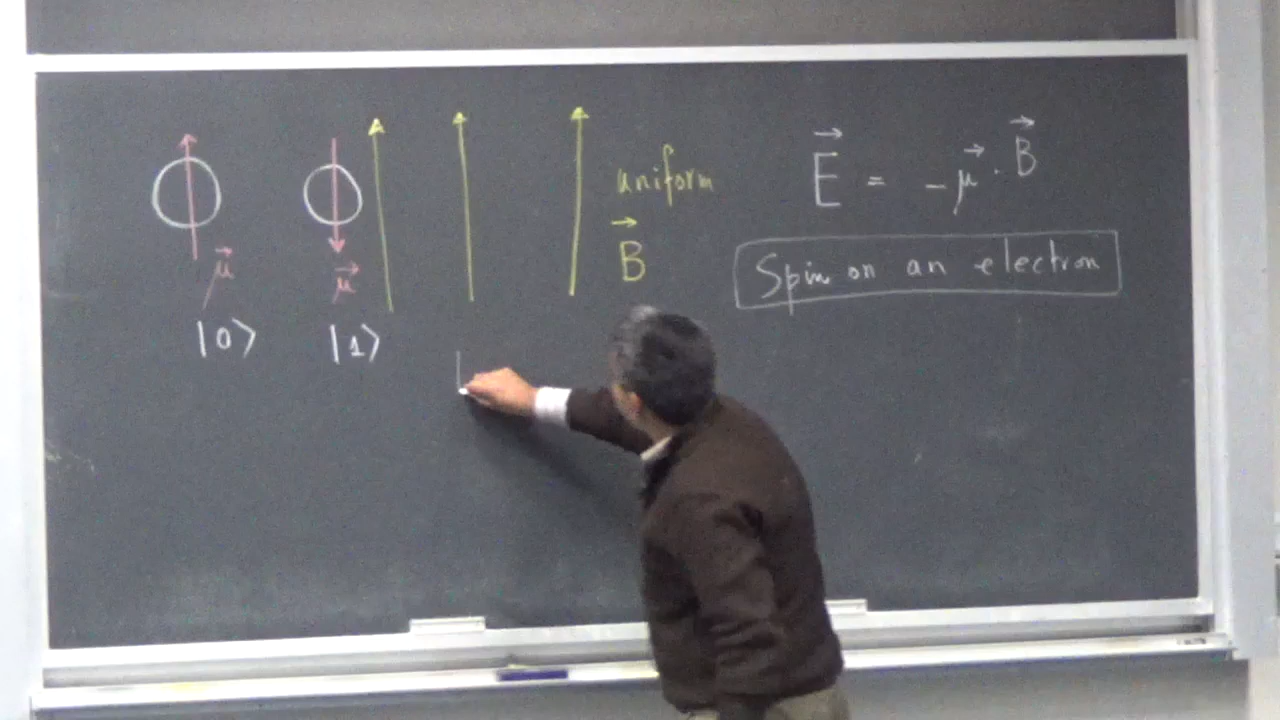 μ⃗
|0⟩
μ⃗
|1⟩
uniform
B⃗
E⃗ = -μ⃗ · B⃗
Spin on an electron